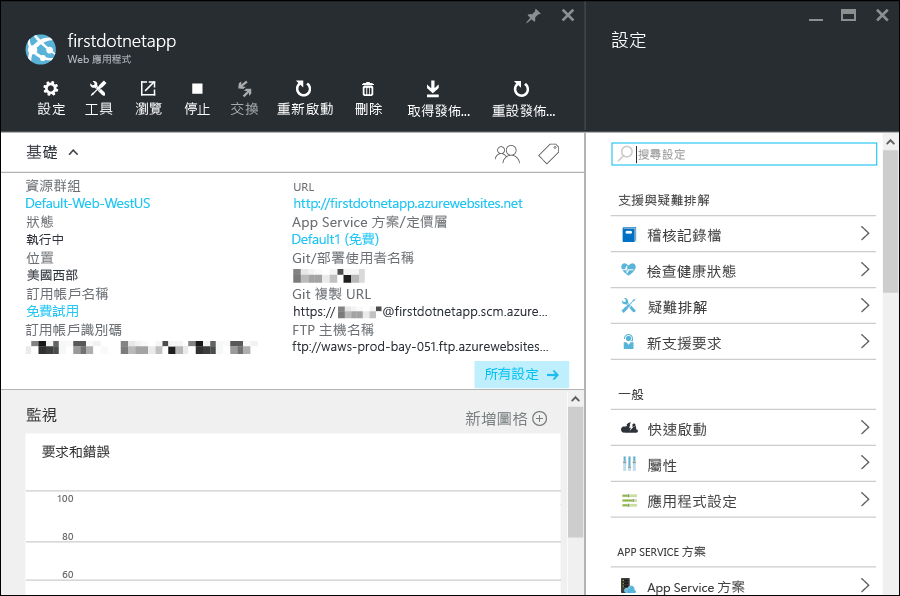 firstdotnetapp
Web 應用程式
設定
工具
瀏覽
停止
交換
重新啟動
刪除
取得發佈...
重設發佈...
基礎
資源群組
Default-Web-WestUS
狀態
執行中
位置
美國西部
訂用帳戶名稱
免費試用
訂用帳戶識別碼
URL
http://firstdotnetapp.azurewebsites.net
App Service 方案/定價層
Default1 (免費)
Git/部署使用者名稱
Git 複製 URL
https:// @firstdotnetapp.scm.azure...
FTP 主機名稱
ftp://waws-prod-bay-051.ftp.azurewebsites...
所有設定
監視
新增圖格
要求和錯誤
100
80
60
設定
搜尋設定
支援與疑難排解
稽核記錄檔
檢查健康狀態
疑難排解
新支援要求
一般
快速啟動
屬性
應用程式設定
APP SERVICE 方案
App Service 方案